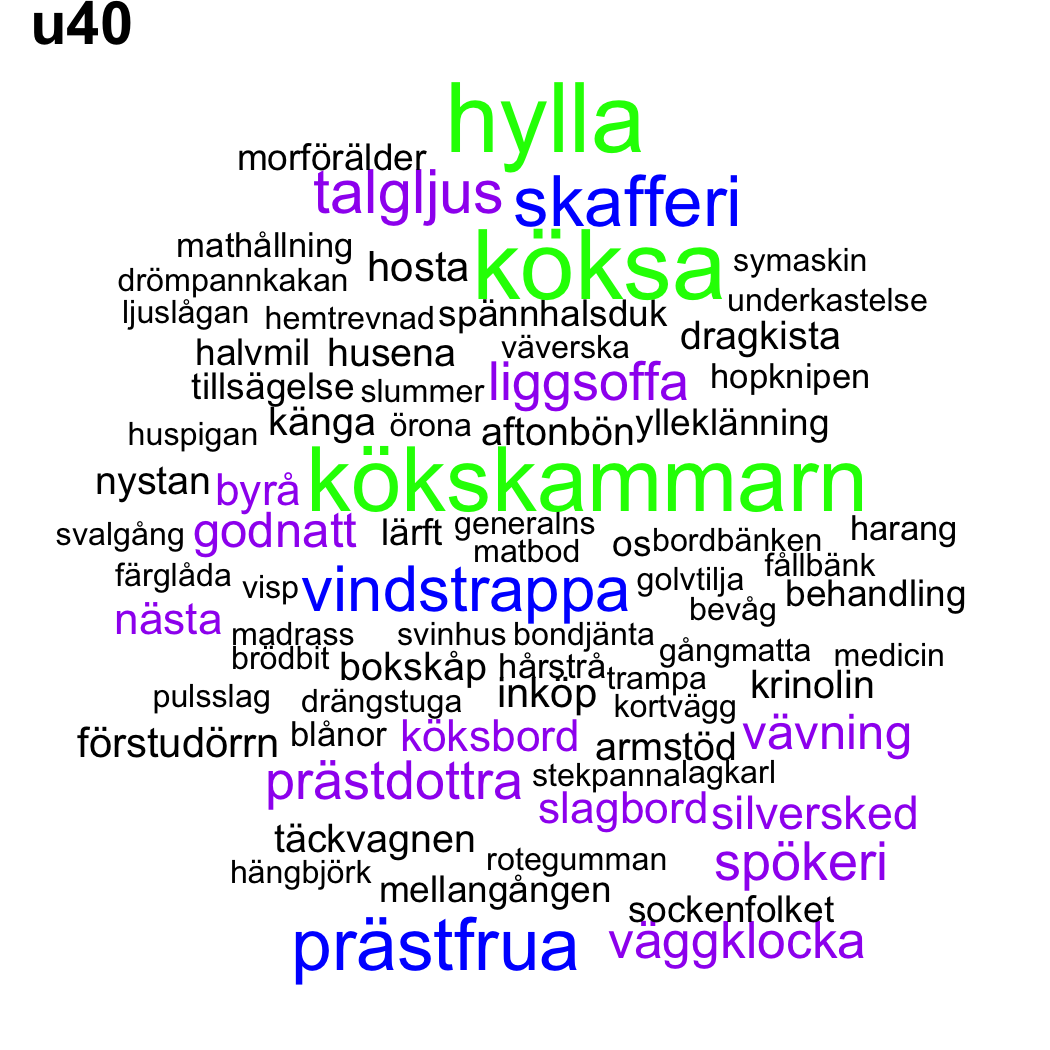 u40
hylla
morförälder
talgljus skafferi
mathållning hosta köksa symaskin
drömpannkakan
ljuslågan hemtrevnad spännhalsduk underkastelse
halvmil husena väverska dragkista
tillsägelse slummer liggsoffa hopknipen
huspigan känga örona aftonbön ylleklänning
nystan byrå kökskammarn
svalgång godnatt lärft generalns harang
matbod os bordbänken
färglåda visp vindstrappa golvtilja fållbänk
nästa bevåg behandling
madrass svinhus bondjänta
brödbit bokskåp hårstrå gångmatta medicin
pulsslag drängstuga inköp trampa krinolin
kortvägg
förstudörrn blånor köksbord armstöd vävning
prästdottra stekpanna lagkarl
slagbord silversked
täckvagnen
hängbjörk rotegumman spökeri
mellangången
sockenfolket
prästfrua väggklocka